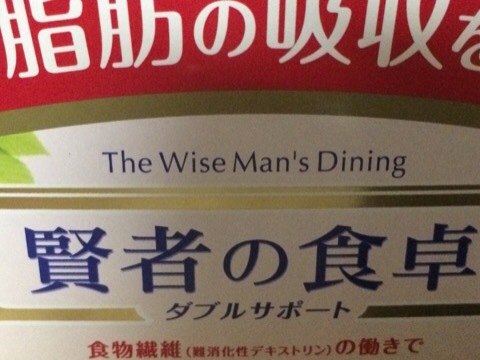 脂肪の吸収を
The Wise Man's Dining
賢者の食卓
ダブルサポート
食物繊維(難消化性デキストリン)の働きで